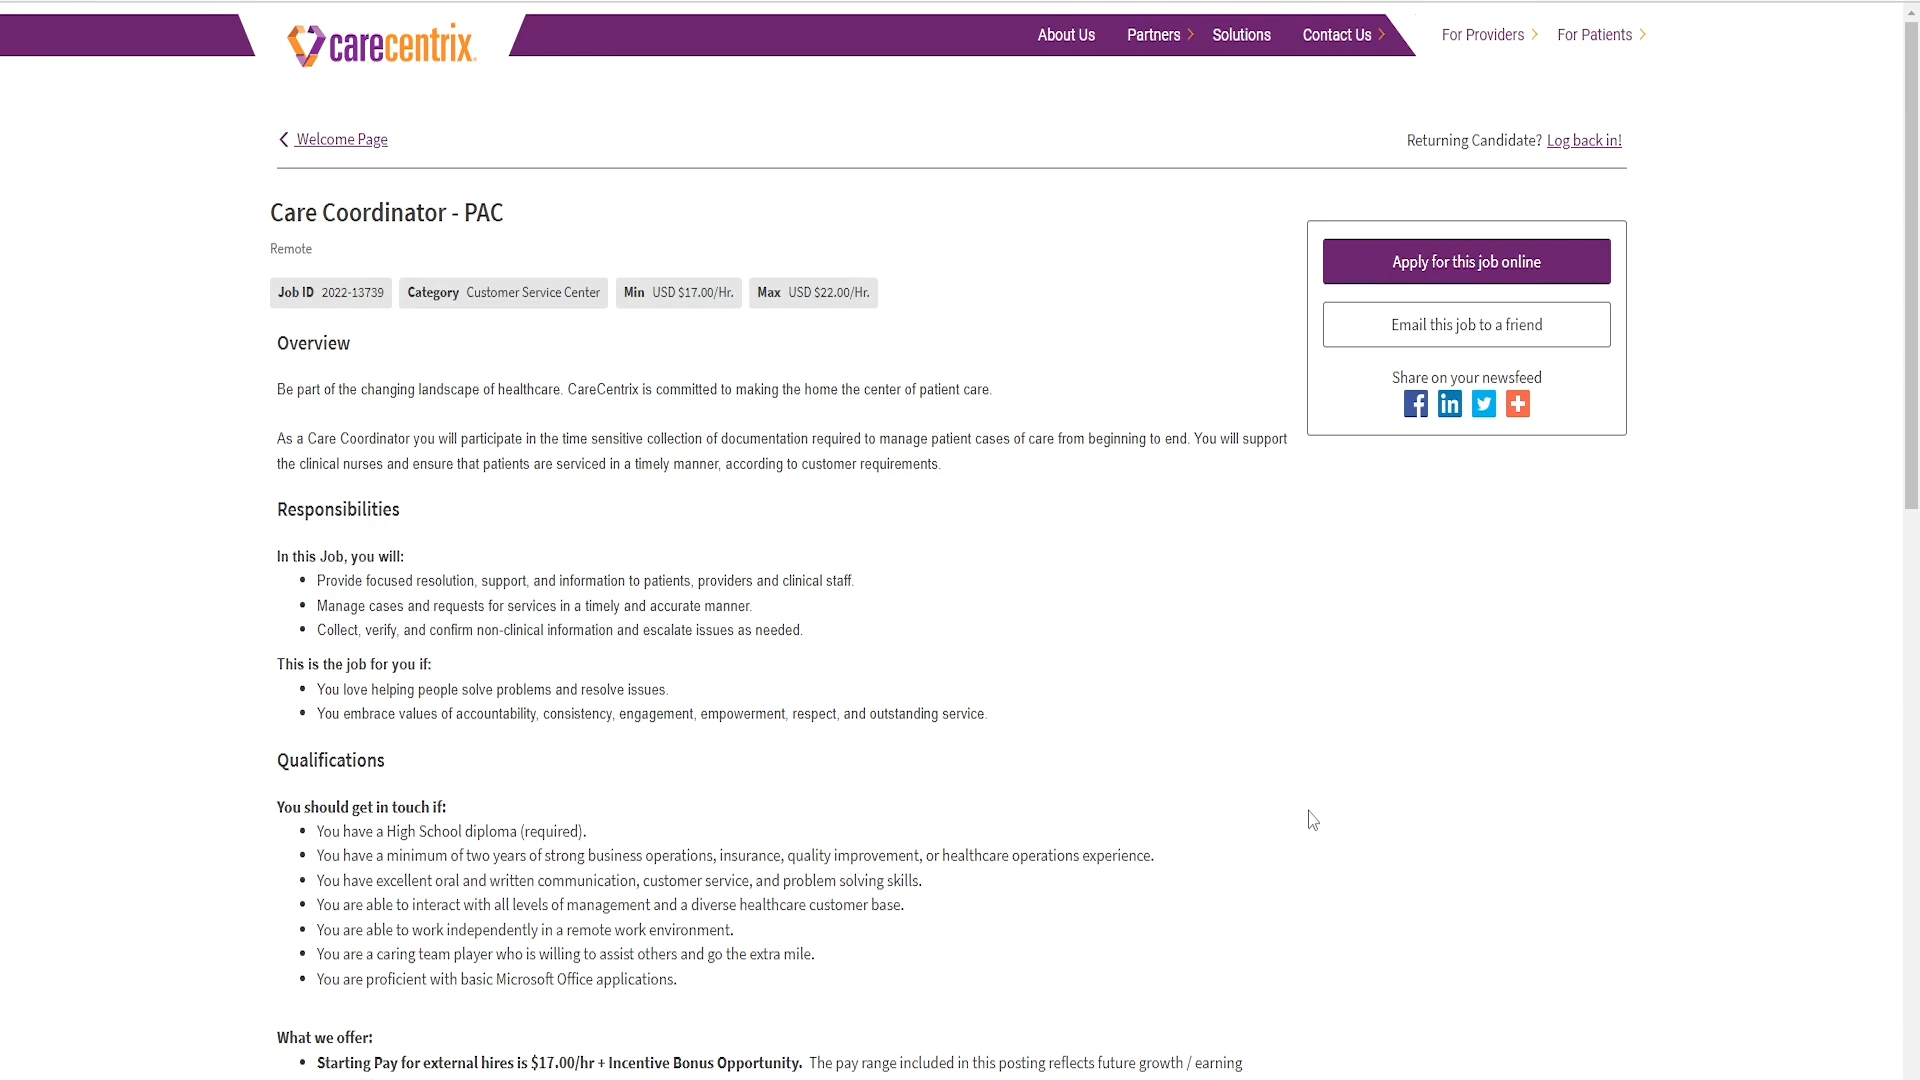 carecentrix
About Us Partners Solutions Contact Us For Providers For Patients
Welcome Page
Returning Candidate? Log back in!
Care Coordinator - PAC
Remote
Job ID 2022-13739 Category Customer Service Center Min USD $17.00/Hr. Max USD $22.00/Hr.
Apply for this job online
Email this job to a friend
Share on your newsfeed
f in
Overview
Be part of the changing landscape of healthcare. CareCentrix is committed to making the home the center of patient care.
As a Care Coordinator you will participate in the time sensitive collection of documentation required to manage patient cases of care from beginning to end. You will support
the clinical nurses and ensure that patients are serviced in a timely manner, according to customer requirements.
Responsibilities
In this Job, you will:
• Provide focused resolution, support, and information to patients, providers and clinical staff.
• Manage cases and requests for services in a timely and accurate manner.
• Collect, verify, and confirm non-clinical information and escalate issues as needed.
This is the job for you if:
• You love helping people solve problems and resolve issues.
• You embrace values of accountability, consistency, engagement, empowerment, respect, and outstanding service.
Qualifications
You should get in touch if:
• You have a High School diploma (required).
• You have a minimum of two years of strong business operations, insurance, quality improvement, or healthcare operations experience.
• You have excellent oral and written communication, customer service, and problem solving skills.
• You are able to interact with all levels of management and a diverse healthcare customer base.
• You are able to work independently in a remote work environment.
• You are a caring team player who is willing to assist others and go the extra mile.
• You are proficient with basic Microsoft Office applications.
What we offer:
• Starting Pay for external hires is $17.00/hr + Incentive Bonus Opportunity. The pay range included in this posting reflects future growth / earning